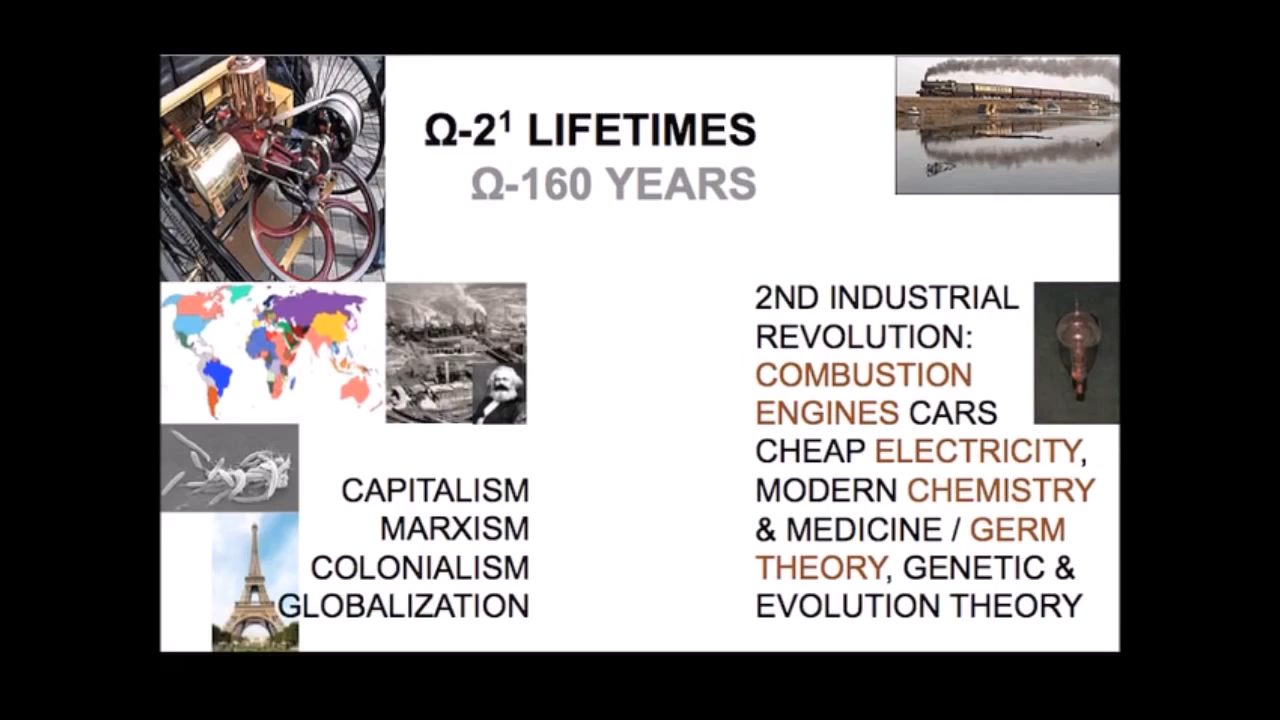 Ω-2¹ LIFETIMES
Ω-160 YEARS
CAPITALISM
MARXISM
COLONIALISM
GLOBALIZATION
2ND INDUSTRIAL
REVOLUTION:
COMBUSTION
ENGINES CARS
CHEAP ELECTRICITY,
MODERN CHEMISTRY
& MEDICINE / GERM
THEORY, GENETIC &
EVOLUTION THEORY